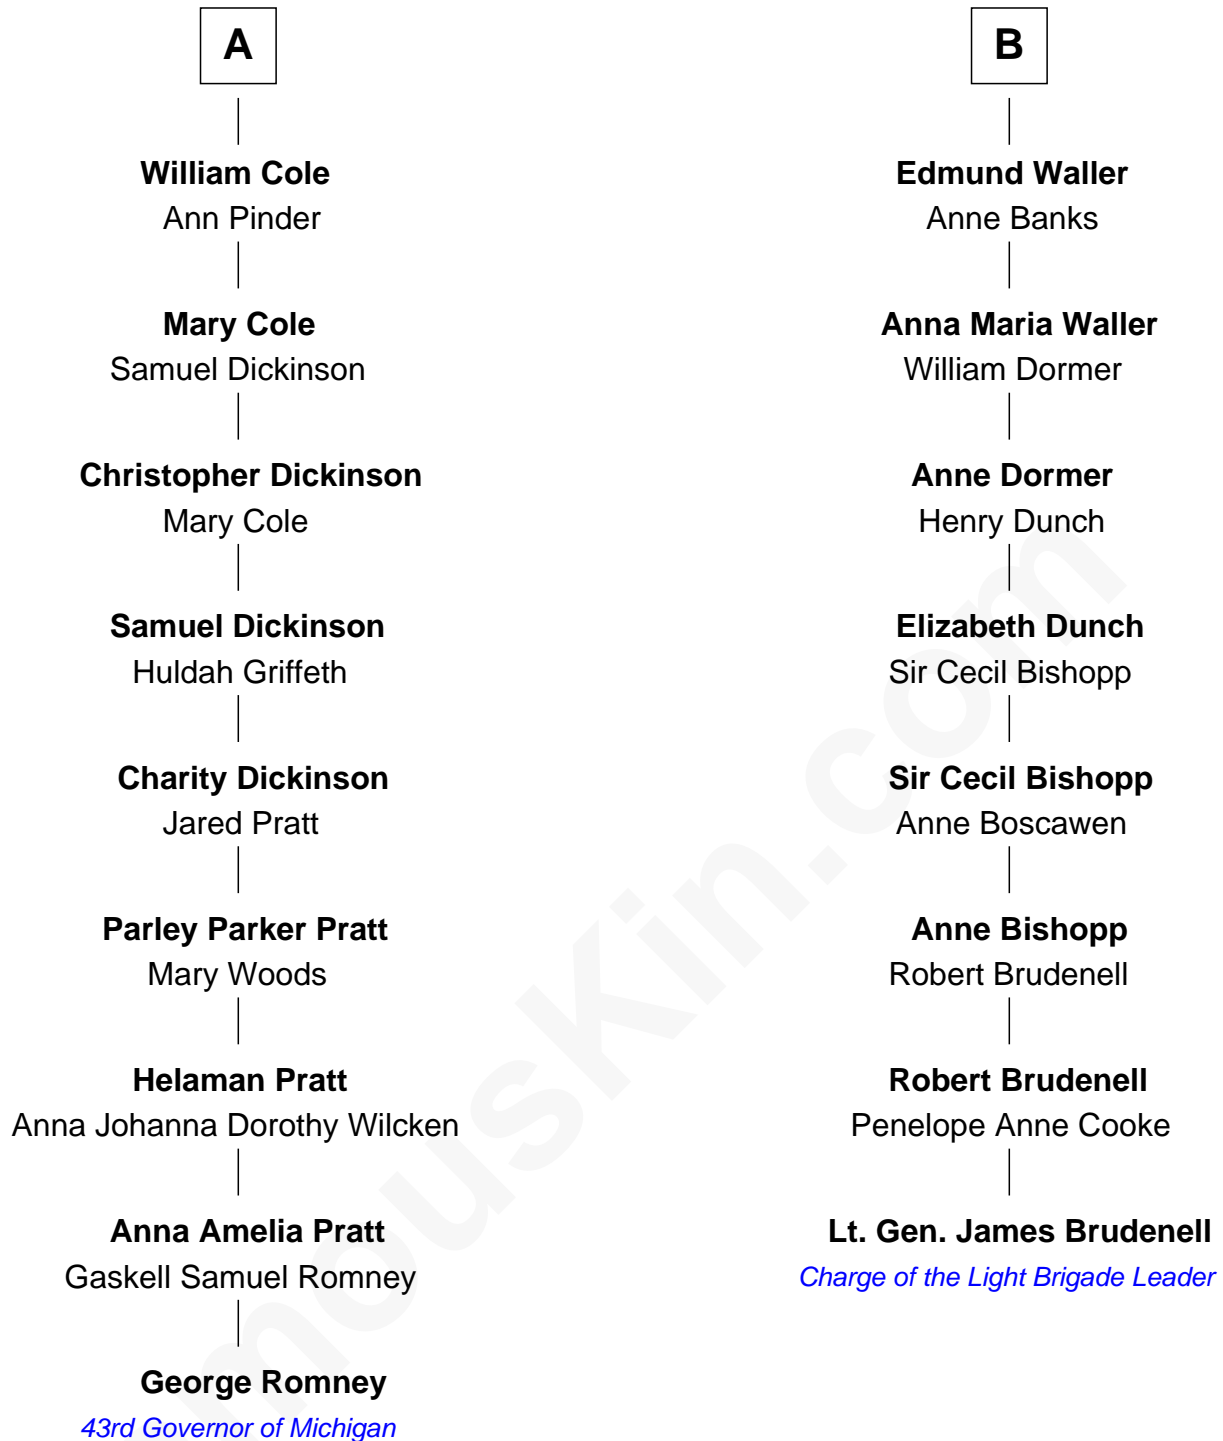 A
William Cole
Ann Pinder
Mary Cole
Samuel Dickinson
Christopher Dickinson
Mary Cole
Samuel Dickinson
Huldah Griffeth
Charity Dickinson
Jared Pratt
Parley Parker Pratt
Mary Woods
Helaman Pratt
Anna Johanna Dorothy Wilcken
Anna Amelia Pratt
Gaskell Samuel Romney
George Romney
43rd Governor of Michigan
B
Edmund Waller
Anne Banks
Anna Maria Waller
William Dormer
Anne Dormer
Henry Dunch
Elizabeth Dunch
Sir Cecil Bishopp
Sir Cecil Bishopp
Anne Boscawen
Anne Bishopp
Robert Brudenell
Robert Brudenell
Penelope Anne Cooke
Lt. Gen. James Brudenell
Charge of the Light Brigade Leader
mousKin.com